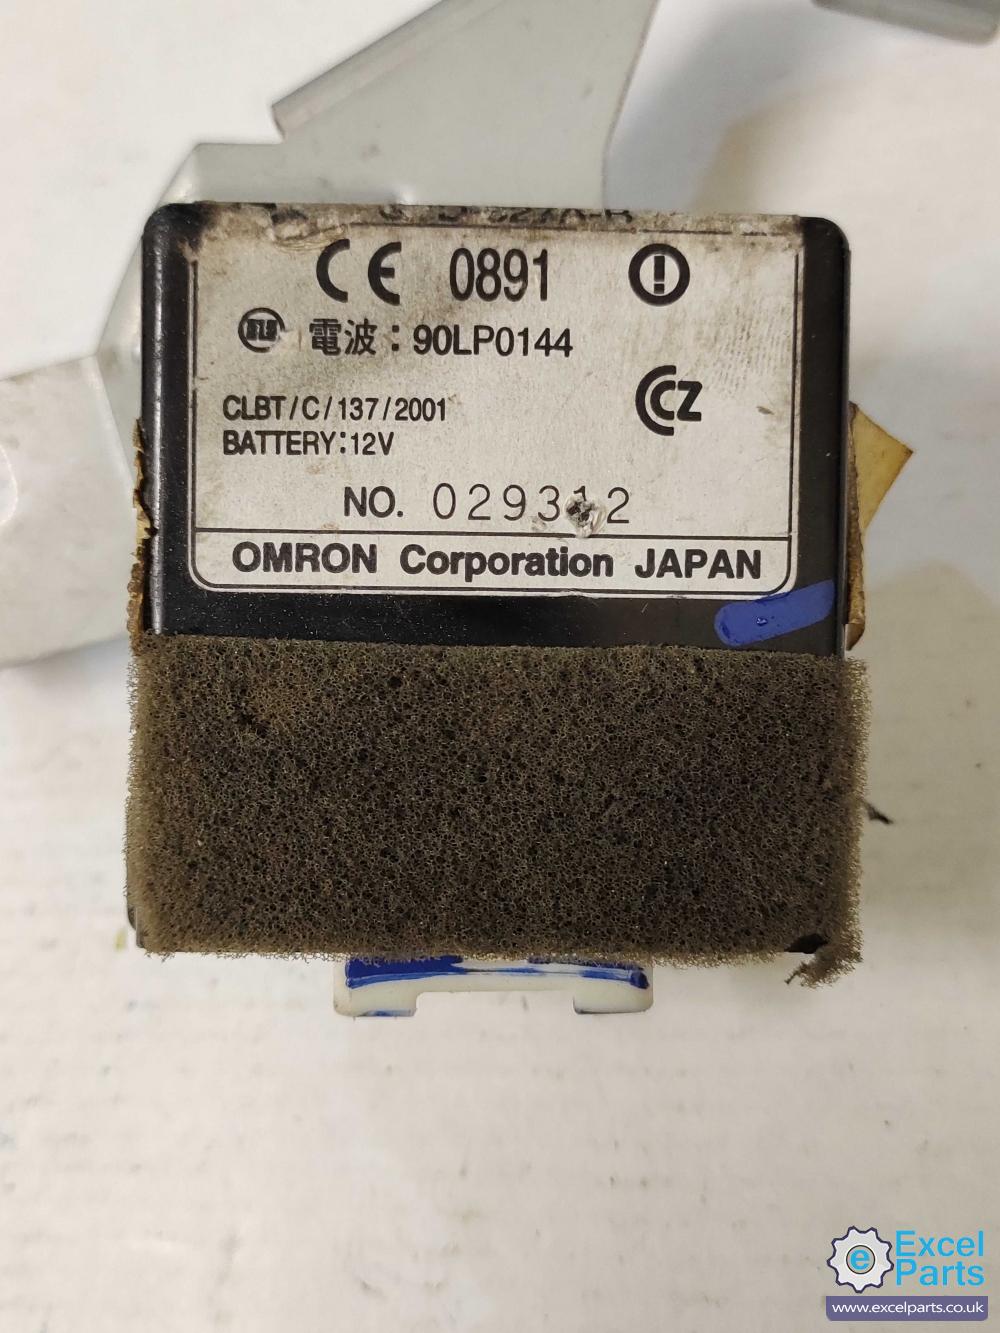 CE 0891
電波：90LP0144
CLBT/C/137/2001
CCZ
BATTERY:12V
NO. 029312
OMRON Corporation JAPAN
e Excel
Parts
www.excelparts.co.uk